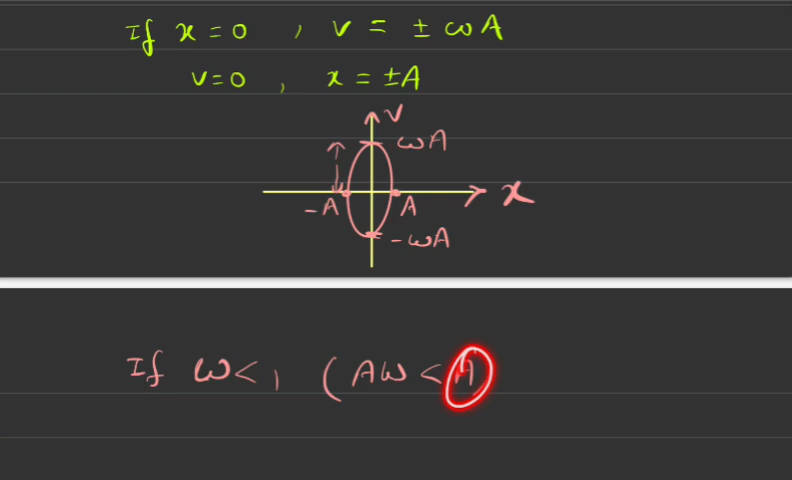 If x = 0 , v = ± ωA
v=0 , x = ±A
v
ωA
x
-A
A
-ωA
If ω<1 (Aω<A